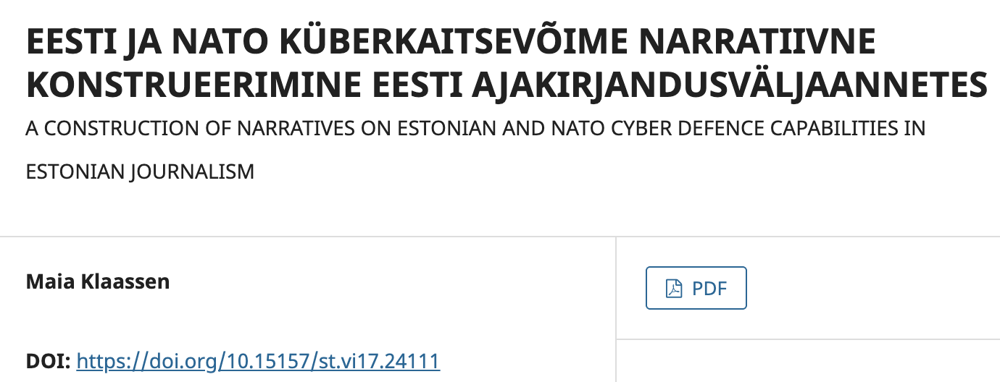 EESTI JA NATO KÜBERKAITSEVÕIME NARRATIIVNE
KONSTRUEERIMINE EESTI AJAKIRJANDUSVÄLJAANNETES
A CONSTRUCTION OF NARRATIVES ON ESTONIAN AND NATO CYBER DEFENCE CAPABILITIES IN
ESTONIAN JOURNALISM
Maia Klaassen
PDF
DOI: https://doi.org/10.15157/st.vi17.24111